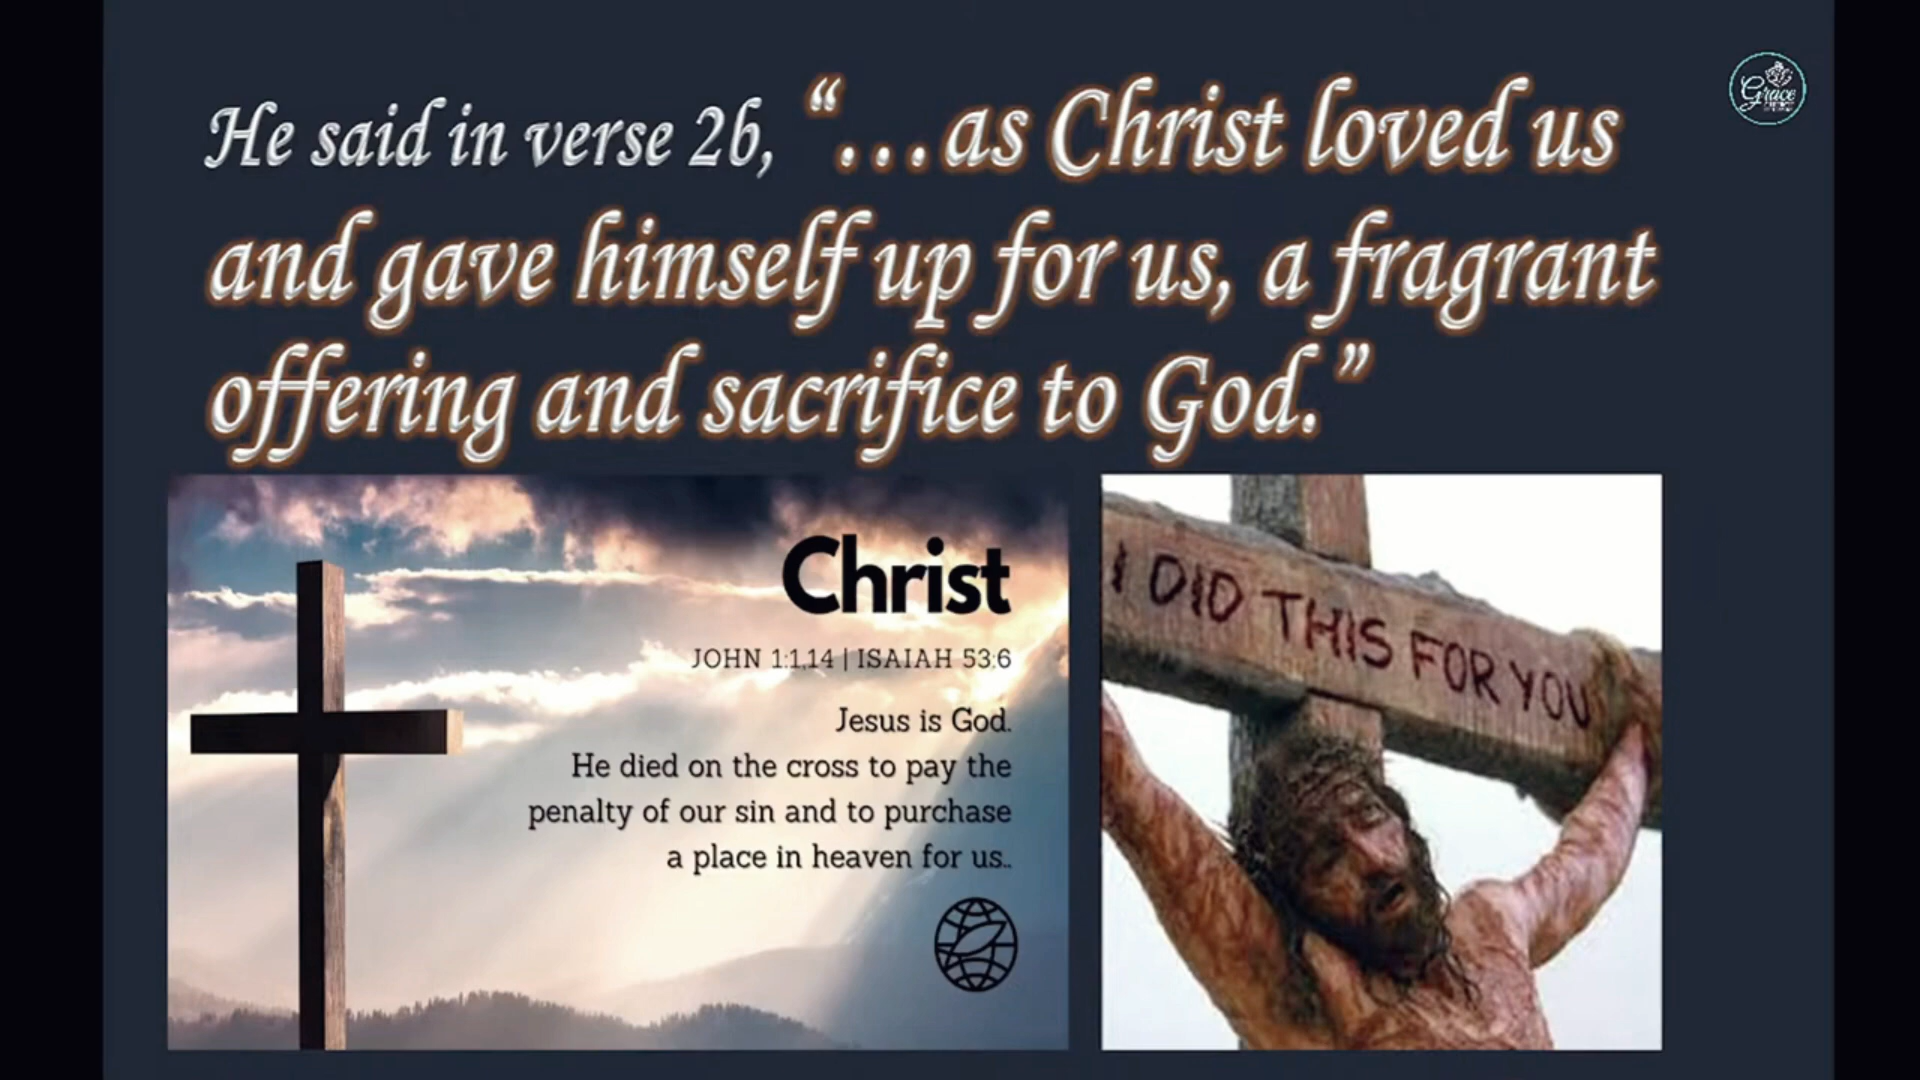 He said in verse 2b, “…as Christ loved us
and gave himself up for us, a fragrant
offering and sacrifice to God.”
Grace
Christ
JOHN 1:1,14 | ISAIAH 53:6
Jesus is God.
He died on the cross to pay the
penalty of our sin and to purchase
a place in heaven for us..
I DID THIS FOR YOU